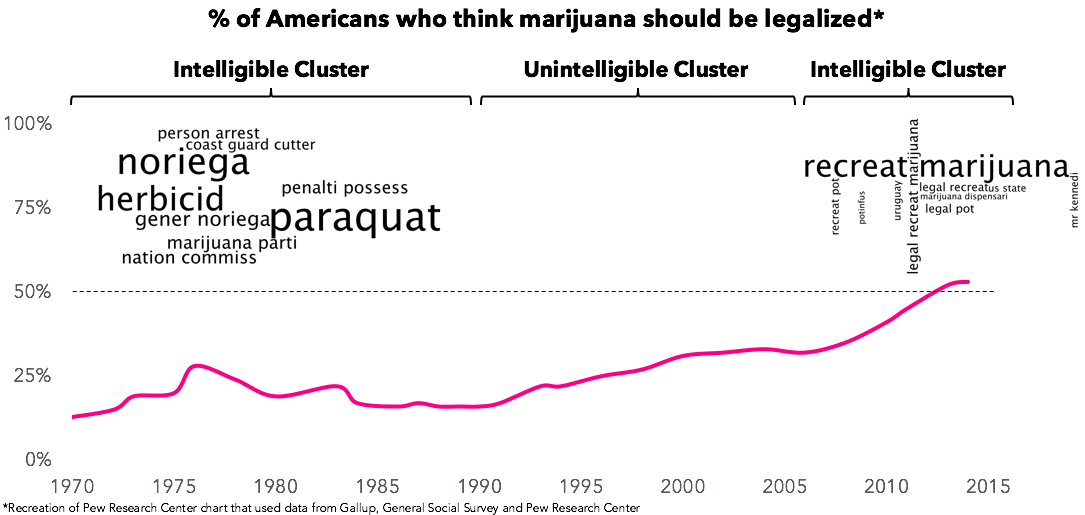 % of Americans who think marijuana should be legalized*
Intelligible Cluster
Unintelligible Cluster
Intelligible Cluster
100%
75%
50%
25%
0%
person arrest
coast guard cutter
noriega
herbicid
penalti possess
gener noriega
paraquat
marijuana parti
nation commiss
recreat marijuana
legal recreat marijuana
recreat pot
potinfus
uruguay
legal recreat
us state
marijuana dispensari
legal pot
mr kennedi
1970 1975 1980 1985 1990 1995 2000 2005 2010 2015
*Recreation of Pew Research Center chart that used data from Gallup, General Social Survey and Pew Research Center